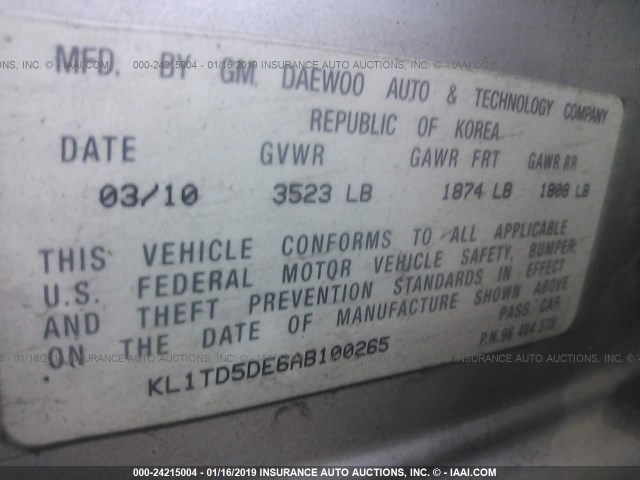 MFD. BY GM DAEWOO AUTO & TECHNOLOGY COMPANY
REPUBLIC OF KOREA
DATE GVWR GAWR FRT GAWR RR
03/10 3523 LB 1874 LB 1808 LB
THIS VEHICLE CONFORMS TO ALL APPLICABLE
U.S. FEDERAL MOTOR VEHICLE SAFETY, BUMPER
AND THEFT PREVENTION STANDARDS IN EFFECT
ON THE DATE OF MANUFACTURE SHOWN ABOVE
PASS. CAR
P.N.96 484 578
KL1TD5DE6AB100265
000-24215004 - 01/16/2019 INSURANCE AUTO AUCTIONS, INC. - © - IAAI.COM